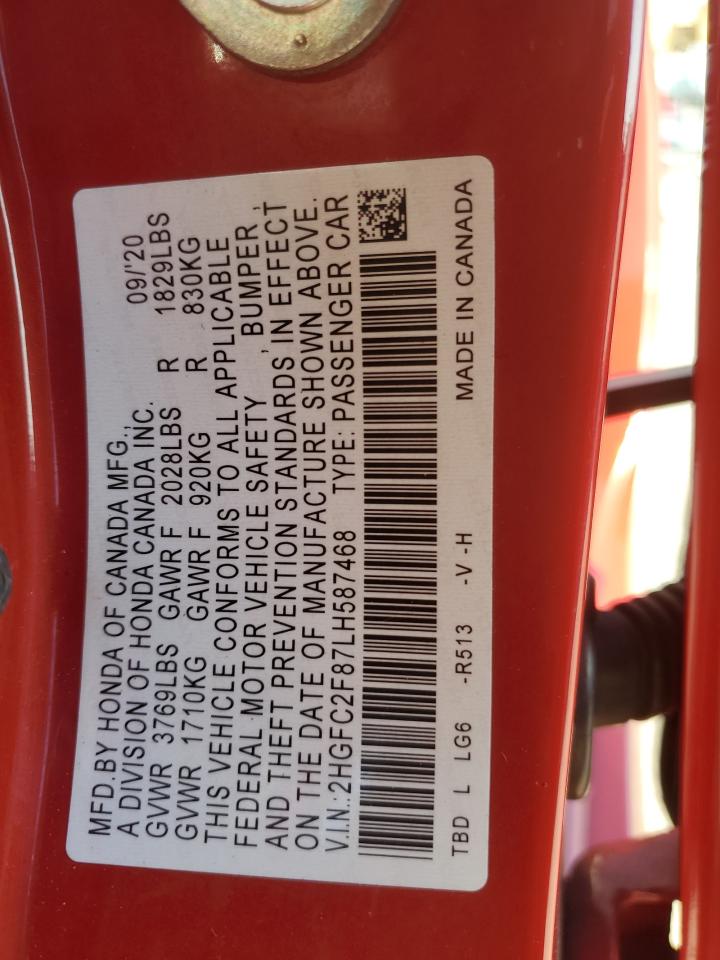 MFD.BY HONDA OF CANADA MFG.,
A DIVISION OF HONDA CANADA INC. 09/'20
GVWR 3769LBS GAWR F 2028LBS R 1829LBS
GVWR 1710KG GAWR F 920KG R 830KG
THIS VEHICLE CONFORMS TO ALL APPLICABLE
FEDERAL MOTOR VEHICLE SAFETY, BUMPER,
AND THEFT PREVENTION STANDARDS IN EFFECT
ON THE DATE OF MANUFACTURE SHOWN ABOVE.
V.I.N.:2HGFC2F87LH587468 TYPE: PASSENGER CAR
TBD L LG6 -R513 -V -H MADE IN CANADA